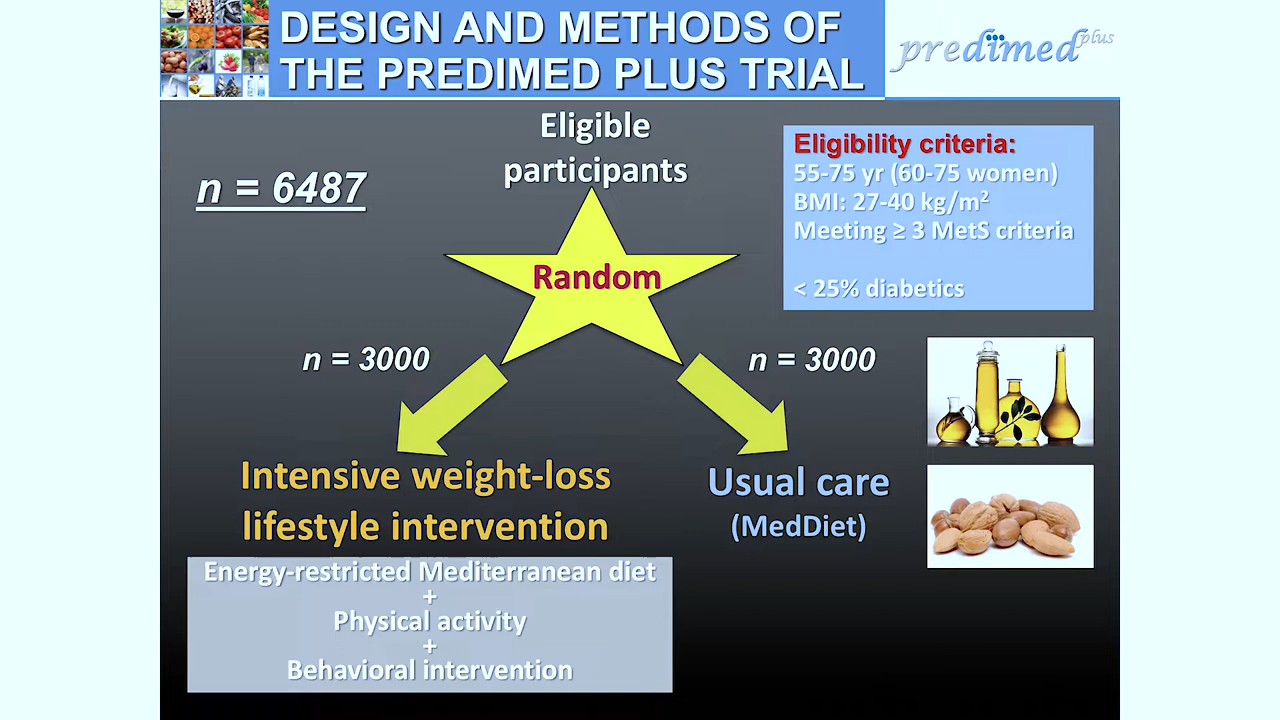 DESIGN AND METHODS OF
THE PREDIMED PLUS TRIAL
predimed plus
Eligible
participants
n = 6487
Eligibility criteria:
55-75 yr (60-75 women)
BMI: 27-40 kg/m²
Meeting ≥ 3 MetS criteria
< 25% diabetics
Random
n = 3000
n = 3000
Intensive weight-loss
lifestyle intervention
Usual care
(MedDiet)
Energy-restricted Mediterranean diet
+
Physical activity
+
Behavioral intervention